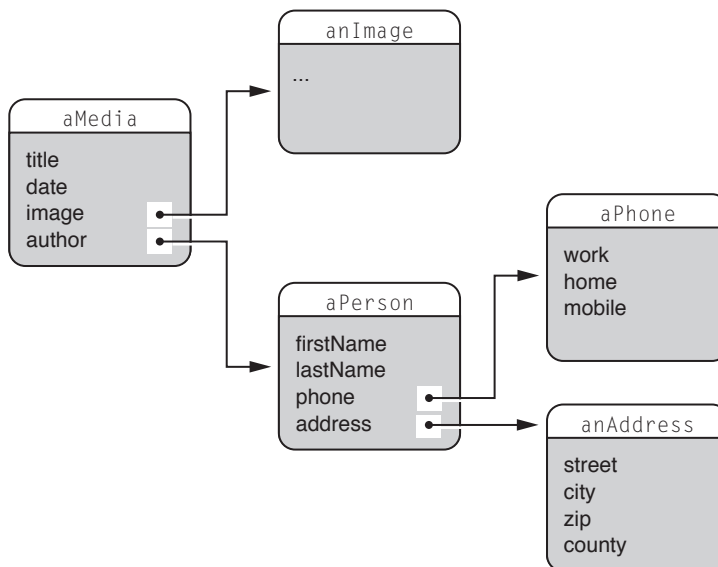 anImage
...
aMedia
title
date
image
author
aPerson
firstName
lastName
phone
address
aPhone
work
home
mobile
anAddress
street
city
zip
county